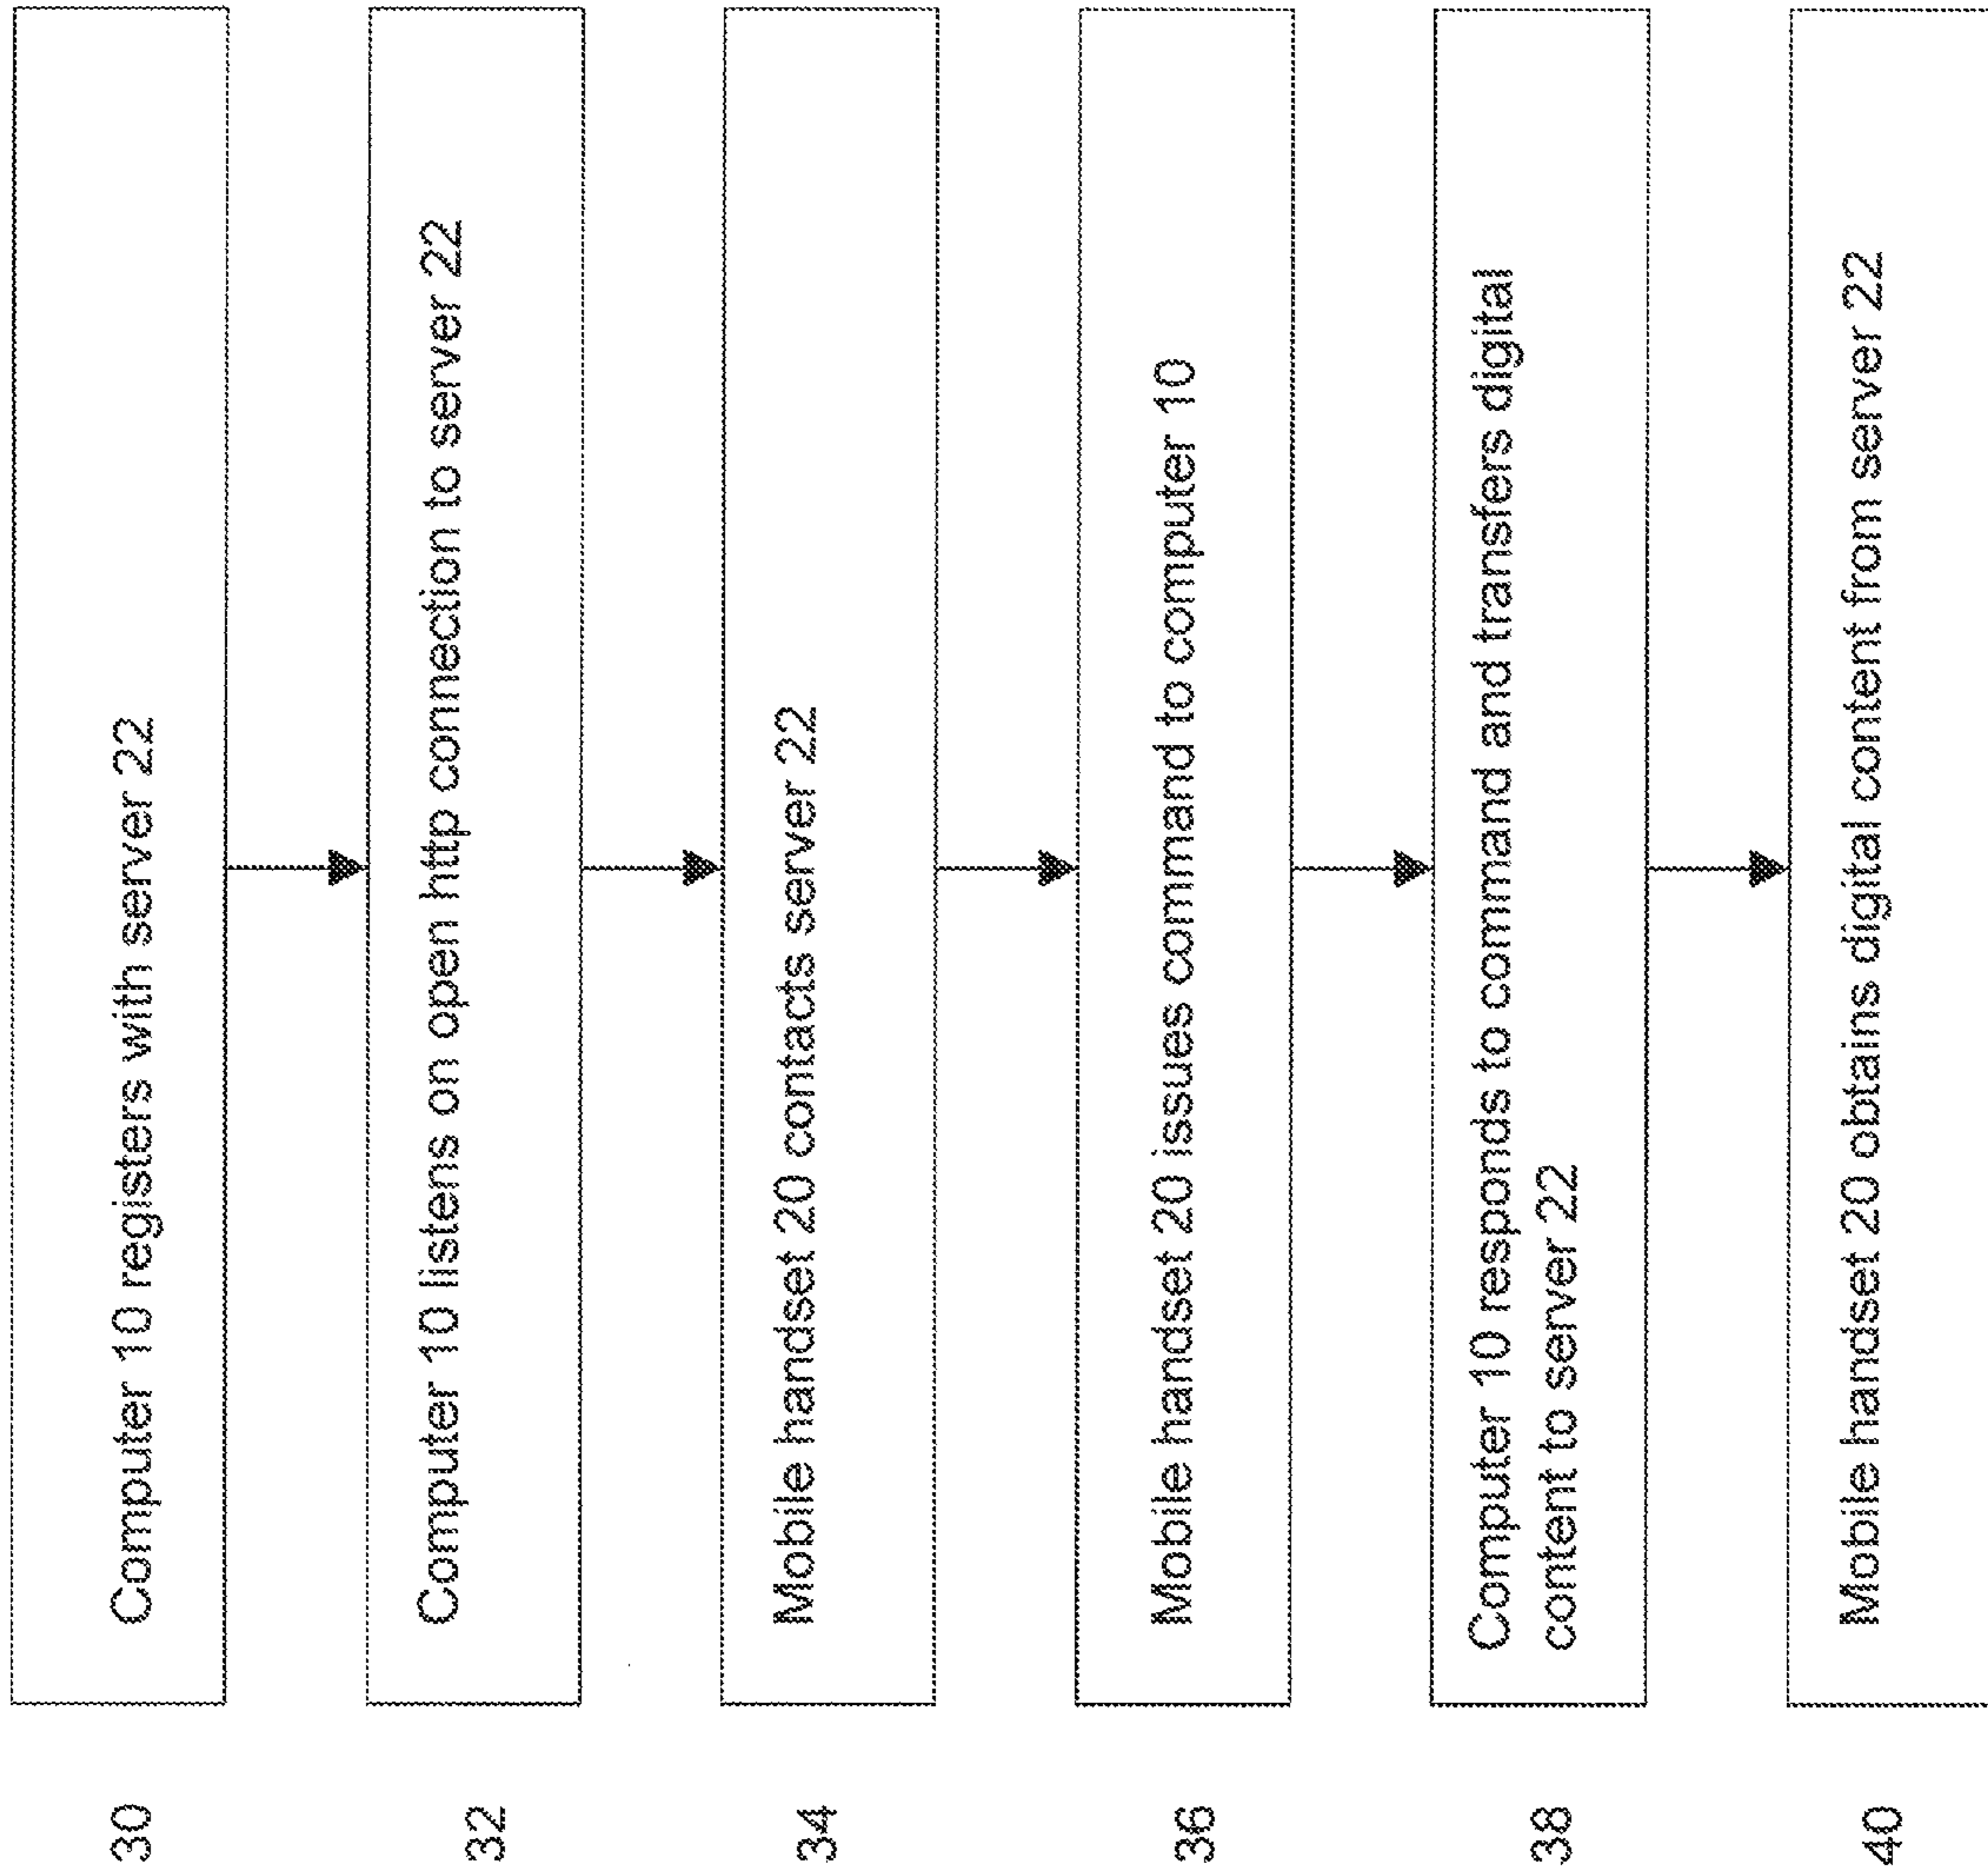 30
Computer 10 registers with server 22
32
Computer 10 listens on open http connection to server 22
34
Mobile handset 20 contacts server 22
36
Mobile handset 20 issues command to computer 10
38
Computer 10 responds to command and transfers digital
content to server 22
40
Mobile handset 20 obtains digital content from server 22